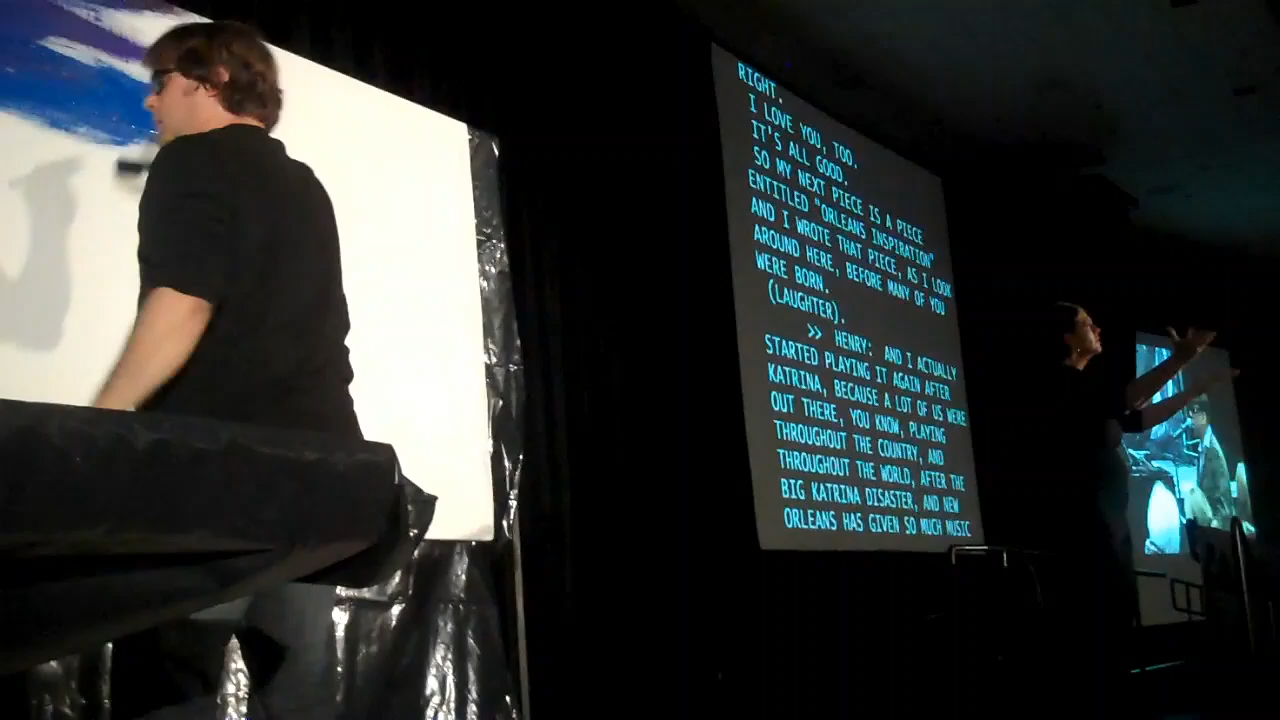 RIGHT.
I LOVE YOU, TOO.
IT'S ALL GOOD.
SO MY NEXT PIECE IS A PIECE
ENTITLED "ORLEANS INSPIRATION"
AND I WROTE THAT PIECE, AS I LOOK
AROUND HERE, BEFORE MANY OF YOU
WERE BORN.
(LAUGHTER).
>> HENRY: AND I ACTUALLY
STARTED PLAYING IT AGAIN AFTER
KATRINA, BECAUSE A LOT OF US WERE
OUT THERE, YOU KNOW, PLAYING
THROUGHOUT THE COUNTRY, AND
THROUGHOUT THE WORLD, AFTER THE
BIG KATRINA DISASTER, AND NEW
ORLEANS HAS GIVEN SO MUCH MUSIC